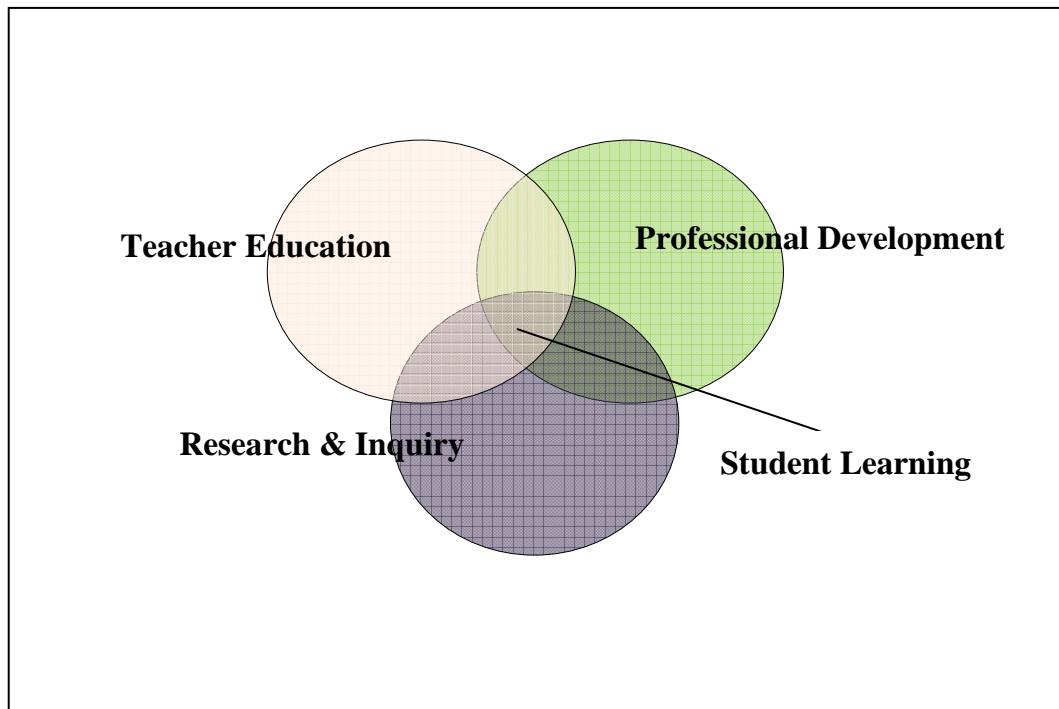 Teacher Education
Professional Development
Research & Inquiry
Student Learning